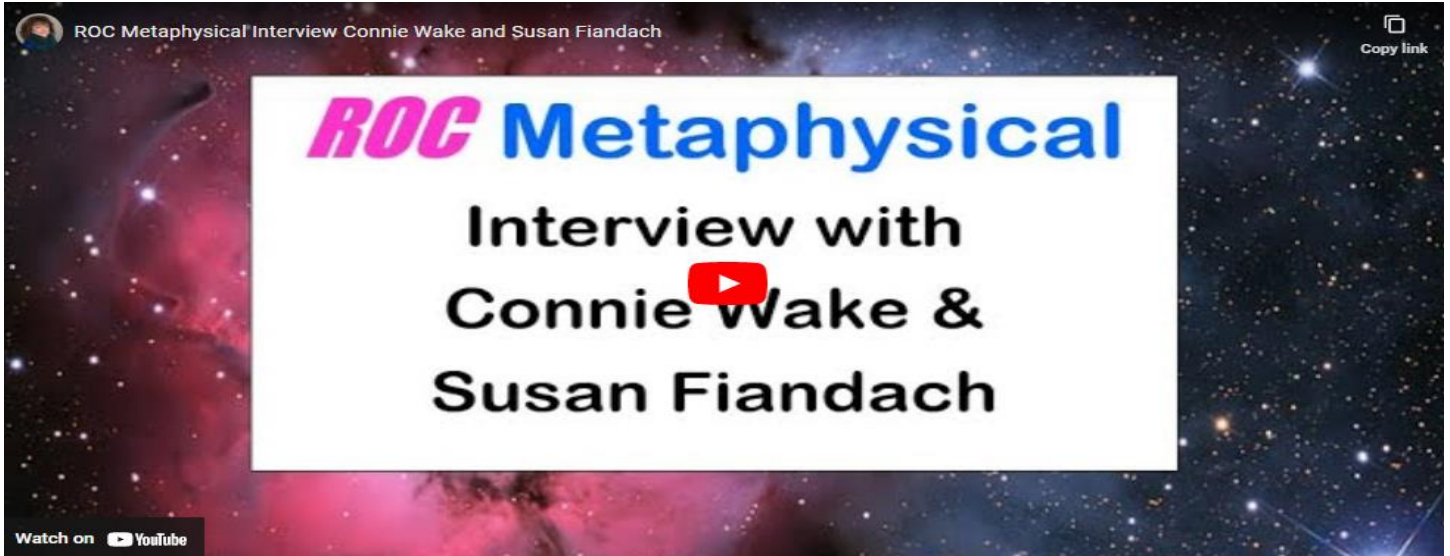 ROC Metaphysical Interview Connie Wake and Susan Fiandach
Copy link
ROC Metaphysical
Interview with
Connie Wake &
Susan Fiandach
Watch on YouTube